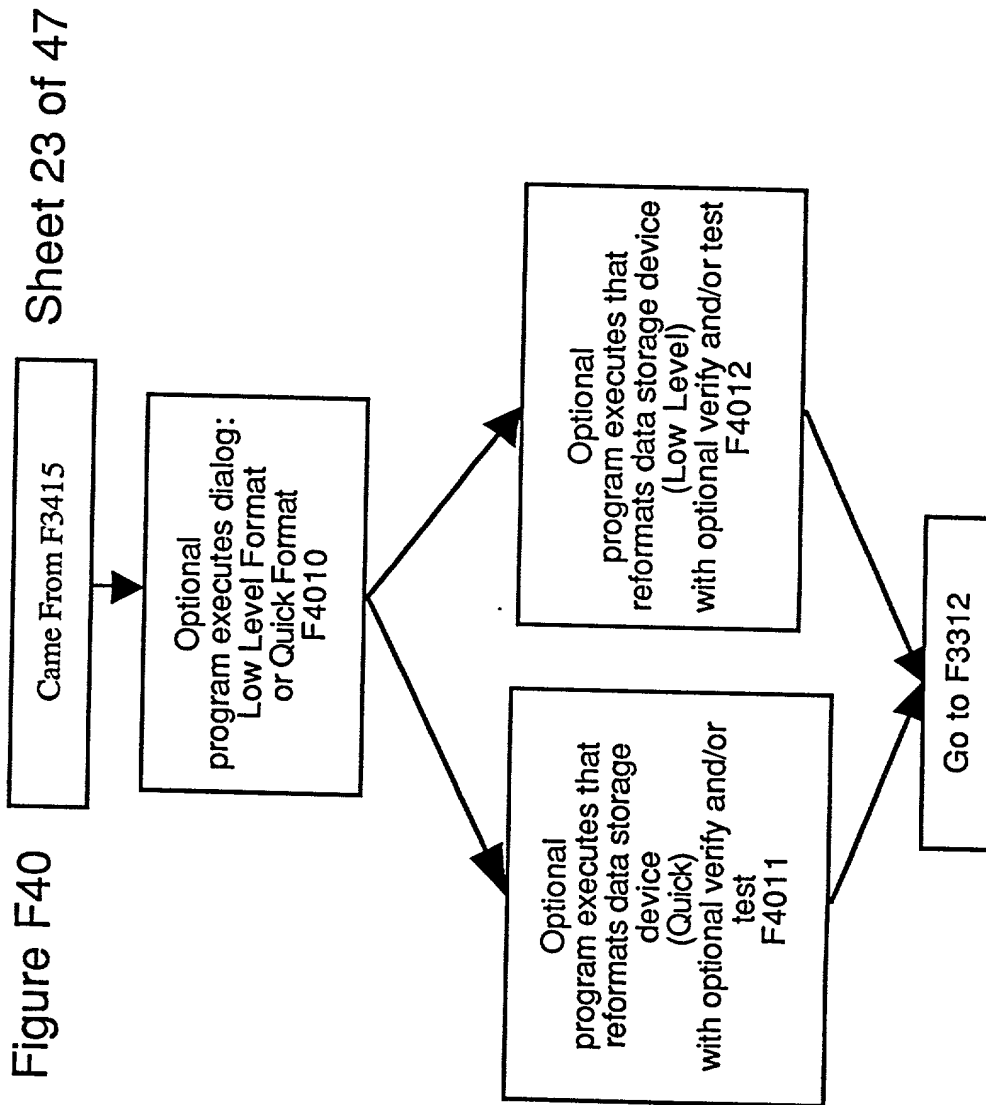 Figure F40
Sheet 23 of 47
Came From F3415
Optional
program executes dialog:
Low Level Format
or Quick Format
F4010
Optional
program executes that
reformats data storage
device
(Quick)
with optional verify and/or
test
F4011
Optional
program executes that
reformats data storage device
(Low Level)
with optional verify and/or test
F4012
Go to F3312